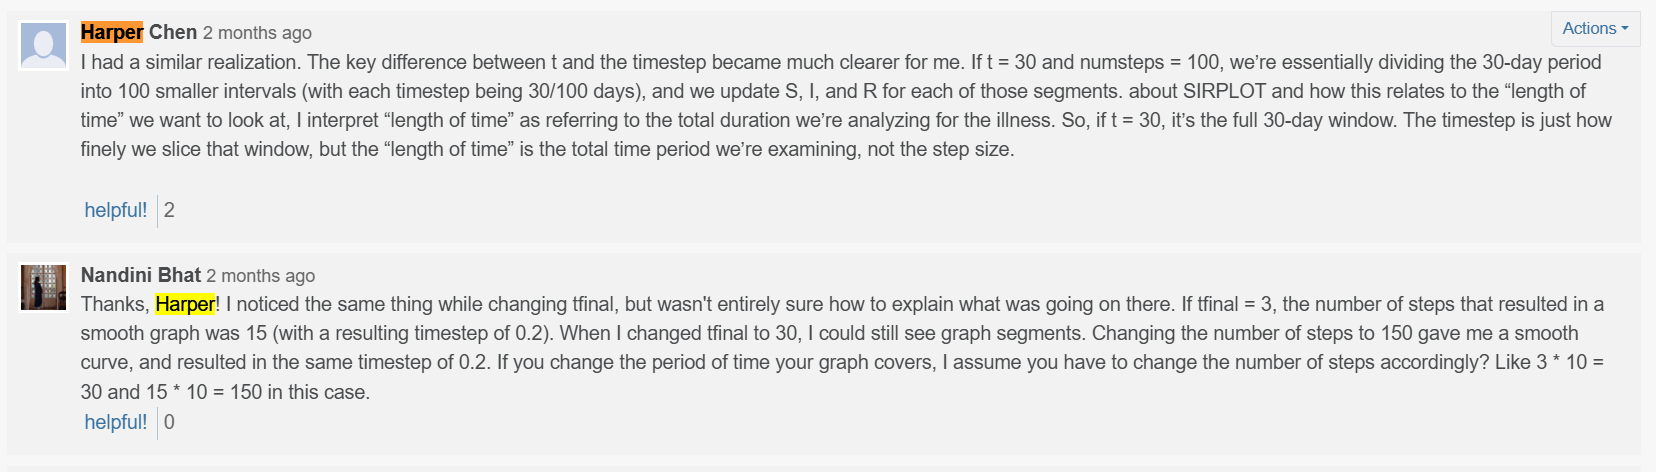 Harper Chen 2 months ago
Actions
I had a similar realization. The key difference between t and the timestep became much clearer for me. If t = 30 and numsteps = 100, we’re essentially dividing the 30-day period
into 100 smaller intervals (with each timestep being 30/100 days), and we update S, I, and R for each of those segments. about SIRPLOT and how this relates to the “length of
time” we want to look at, I interpret “length of time” as referring to the total duration we’re analyzing for the illness. So, if t = 30, it’s the full 30-day window. The timestep is just how
finely we slice that window, but the “length of time” is the total time period we’re examining, not the step size.
helpful! 2
Nandini Bhat 2 months ago
Thanks, Harper! I noticed the same thing while changing tfinal, but wasn't entirely sure how to explain what was going on there. If tfinal = 3, the number of steps that resulted in a
smooth graph was 15 (with a resulting timestep of 0.2). When I changed tfinal to 30, I could still see graph segments. Changing the number of steps to 150 gave me a smooth
curve, and resulted in the same timestep of 0.2. If you change the period of time your graph covers, I assume you have to change the number of steps accordingly? Like 3 * 10 =
30 and 15 * 10 = 150 in this case.
helpful! 0